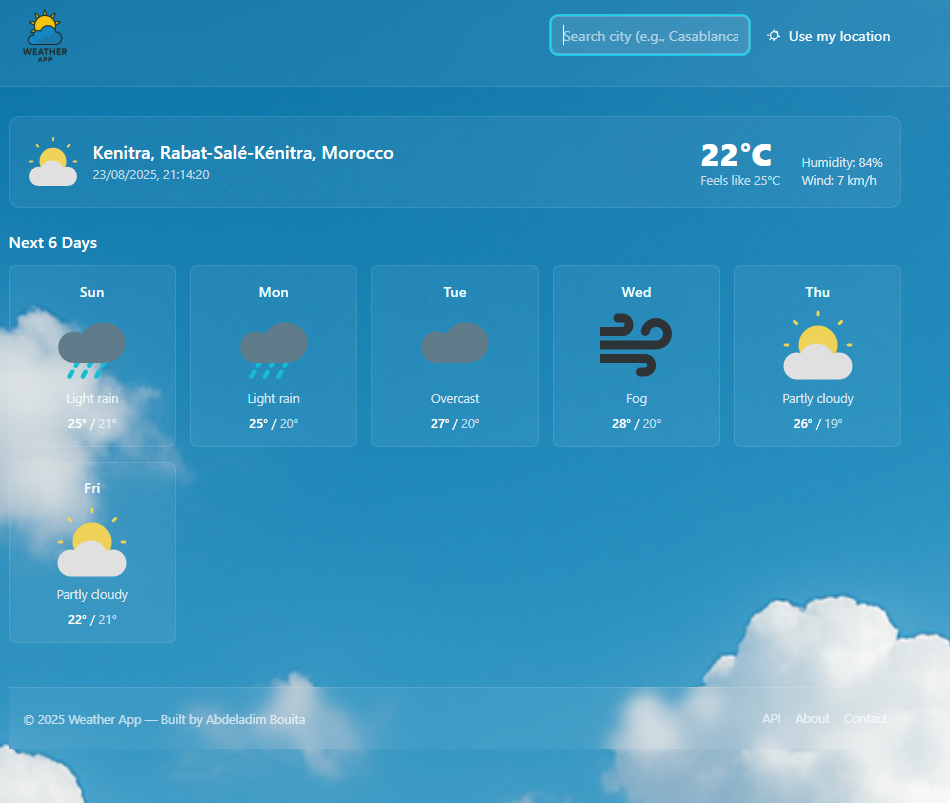 WEATHER
APP
Search city (e.g., Casablanca
Use my location
Kenitra, Rabat-Salé-Kénitra, Morocco
23/08/2025, 21:14:20
22°C
Feels like 25°C
Humidity: 84%
Wind: 7 km/h
Next 6 Days
Sun
Light rain
25° / 21°
Mon
Light rain
25° / 20°
Tue
Overcast
27° / 20°
Wed
Fog
28° / 20°
Thu
Partly cloudy
26° / 19°
Fri
Partly cloudy
22° / 21°
© 2025 Weather App — Built by Abdeladim Bouita
API About Contact